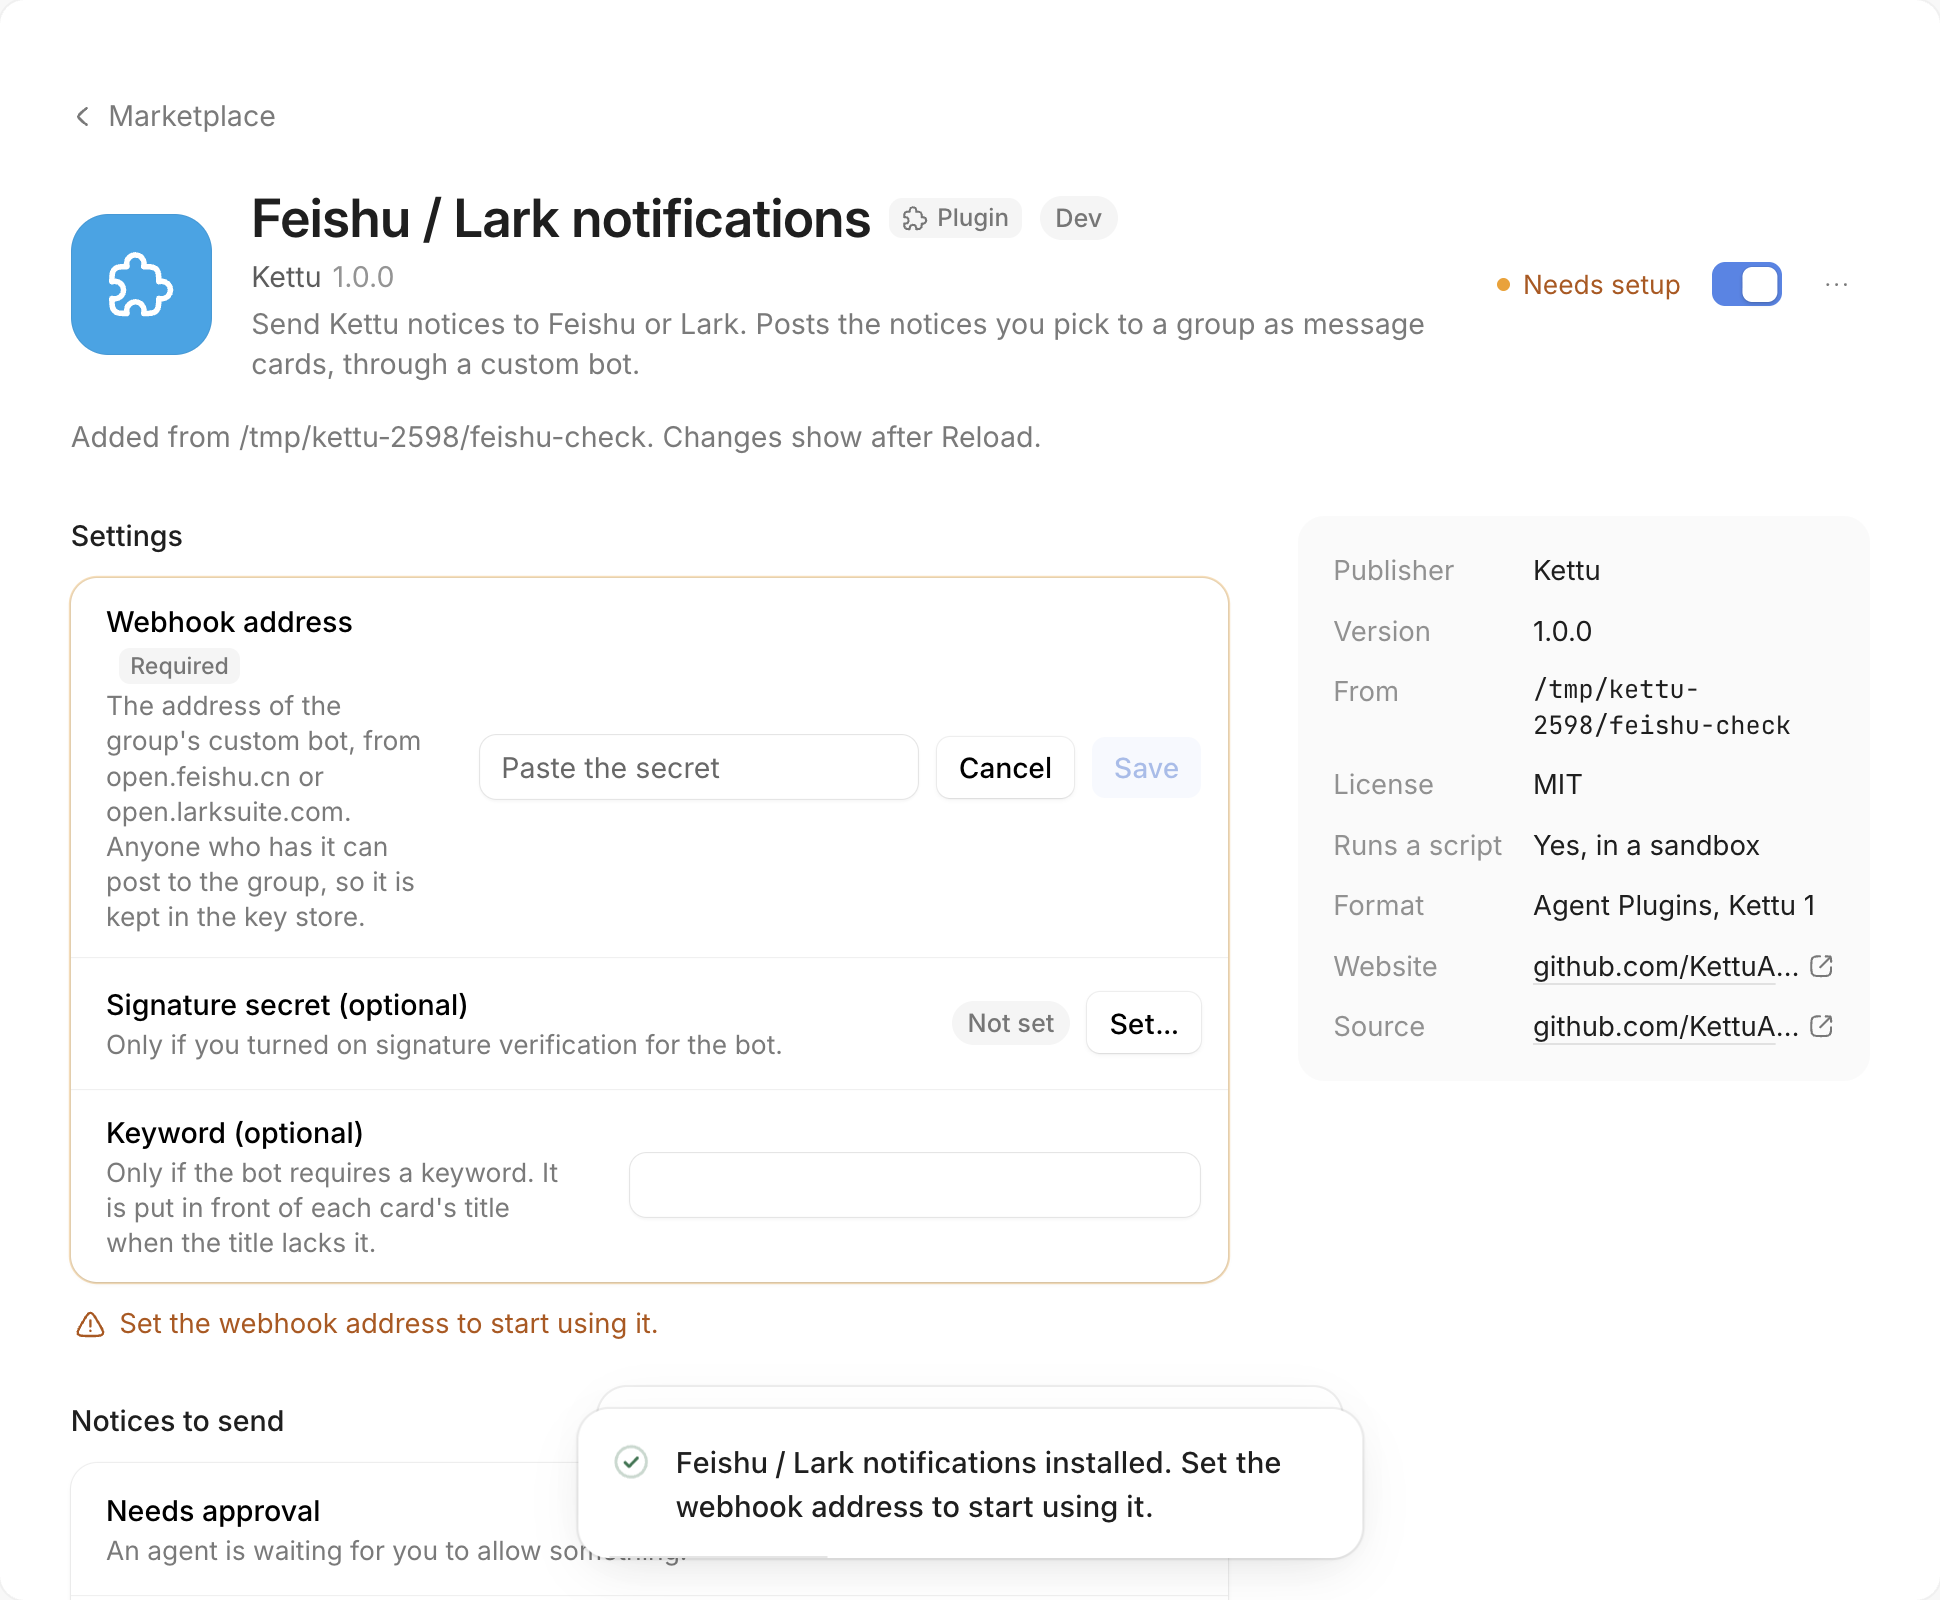 Marketplace
Feishu / Lark notifications
Plugin
Dev
Kettu 1.0.0
Send Kettu notices to Feishu or Lark. Posts the notices you pick to a group as message
cards, through a custom bot.
Needs setup
Added from /tmp/kettu-2598/feishu-check. Changes show after Reload.
Settings
Webhook address
Required
The address of the
group's custom bot, from
open.feishu.cn or
open.larksuite.com.
Anyone who has it can
post to the group, so it is
kept in the key store.
Paste the secret
Cancel
Save
Signature secret (optional)
Only if you turned on signature verification for the bot.
Not set
Set...
Keyword (optional)
Only if the bot requires a keyword. It
is put in front of each card's title
when the title lacks it.
Set the webhook address to start using it.
Publisher Kettu
Version 1.0.0
From /tmp/kettu-
2598/feishu-check
License MIT
Runs a script Yes, in a sandbox
Format Agent Plugins, Kettu 1
Website github.com/KettuA...
Source github.com/KettuA...
Notices to send
Needs approval
An agent is waiting for you to allow something.
Feishu / Lark notifications installed. Set the
webhook address to start using it.